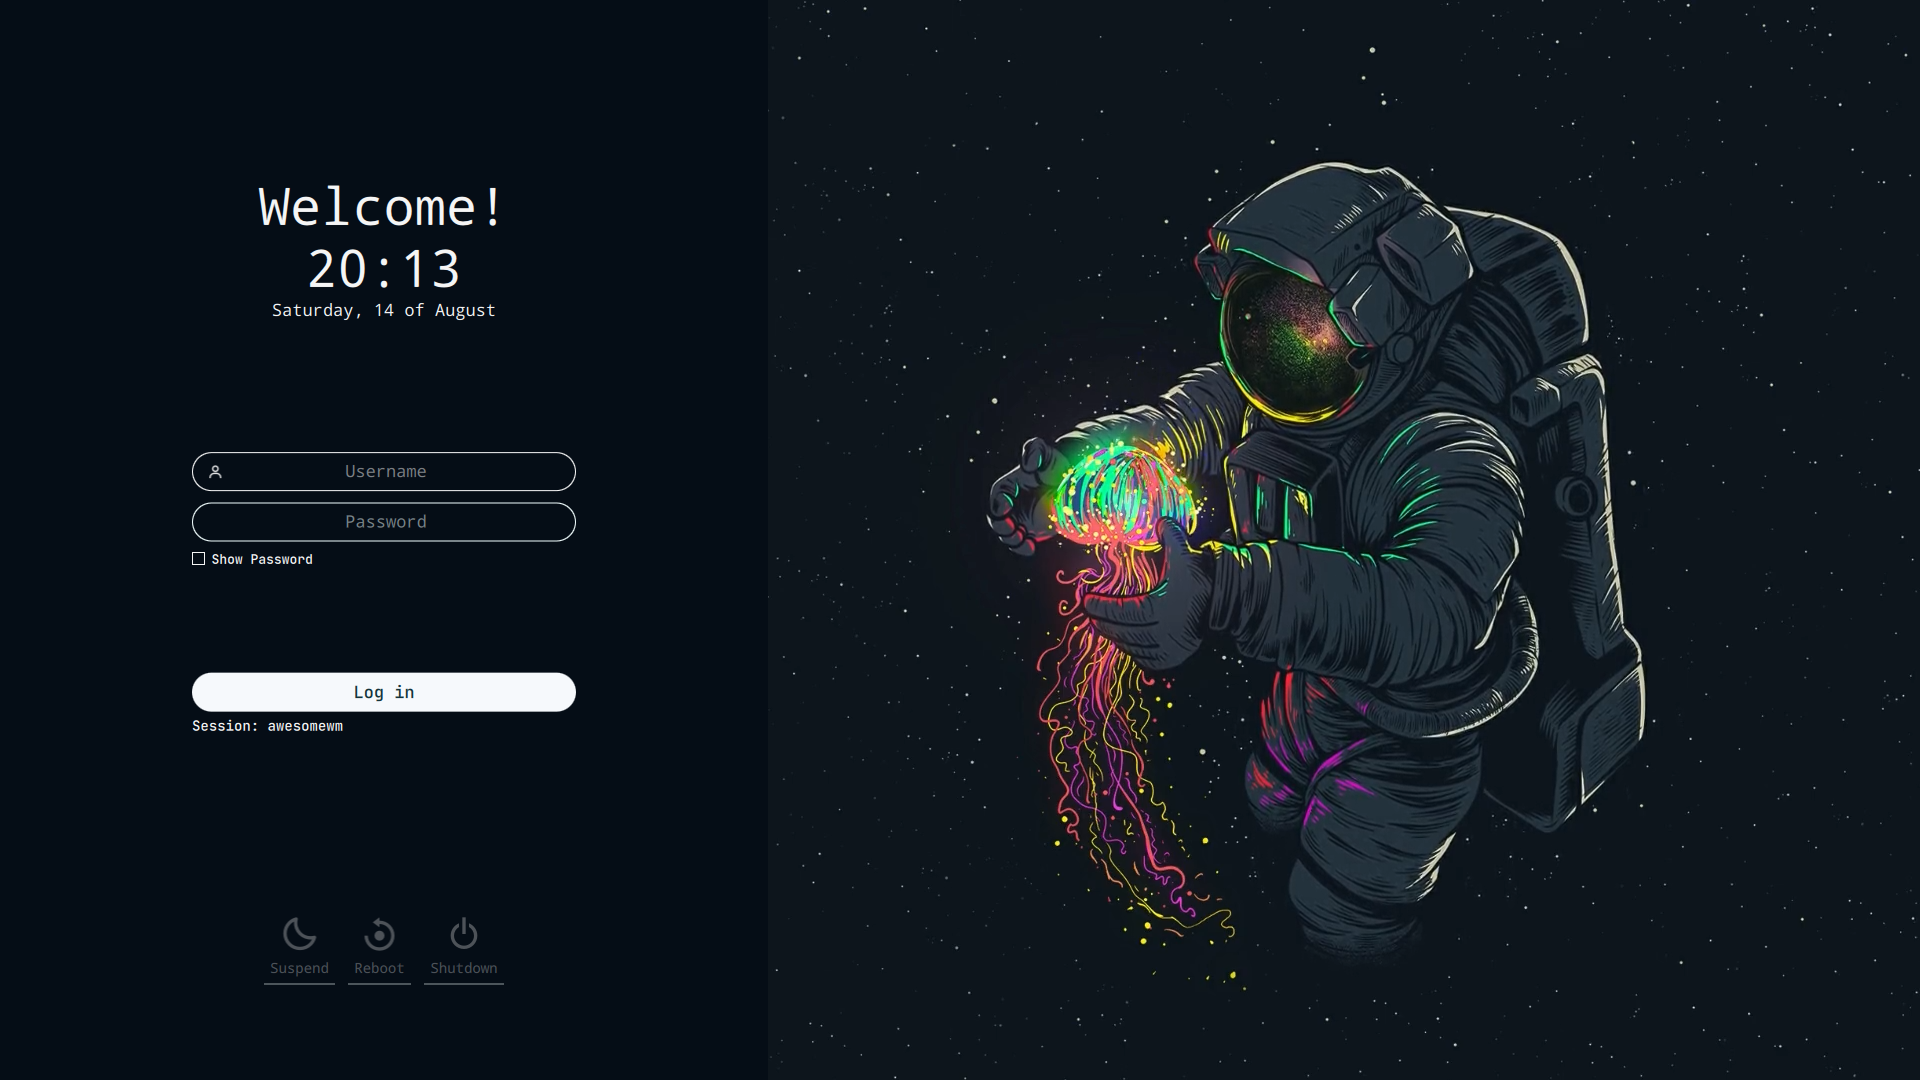 Welcome!
20:13
Saturday, 14 of August
Username
Password
Show Password
Log in
Session: awesomewm
Suspend Reboot Shutdown